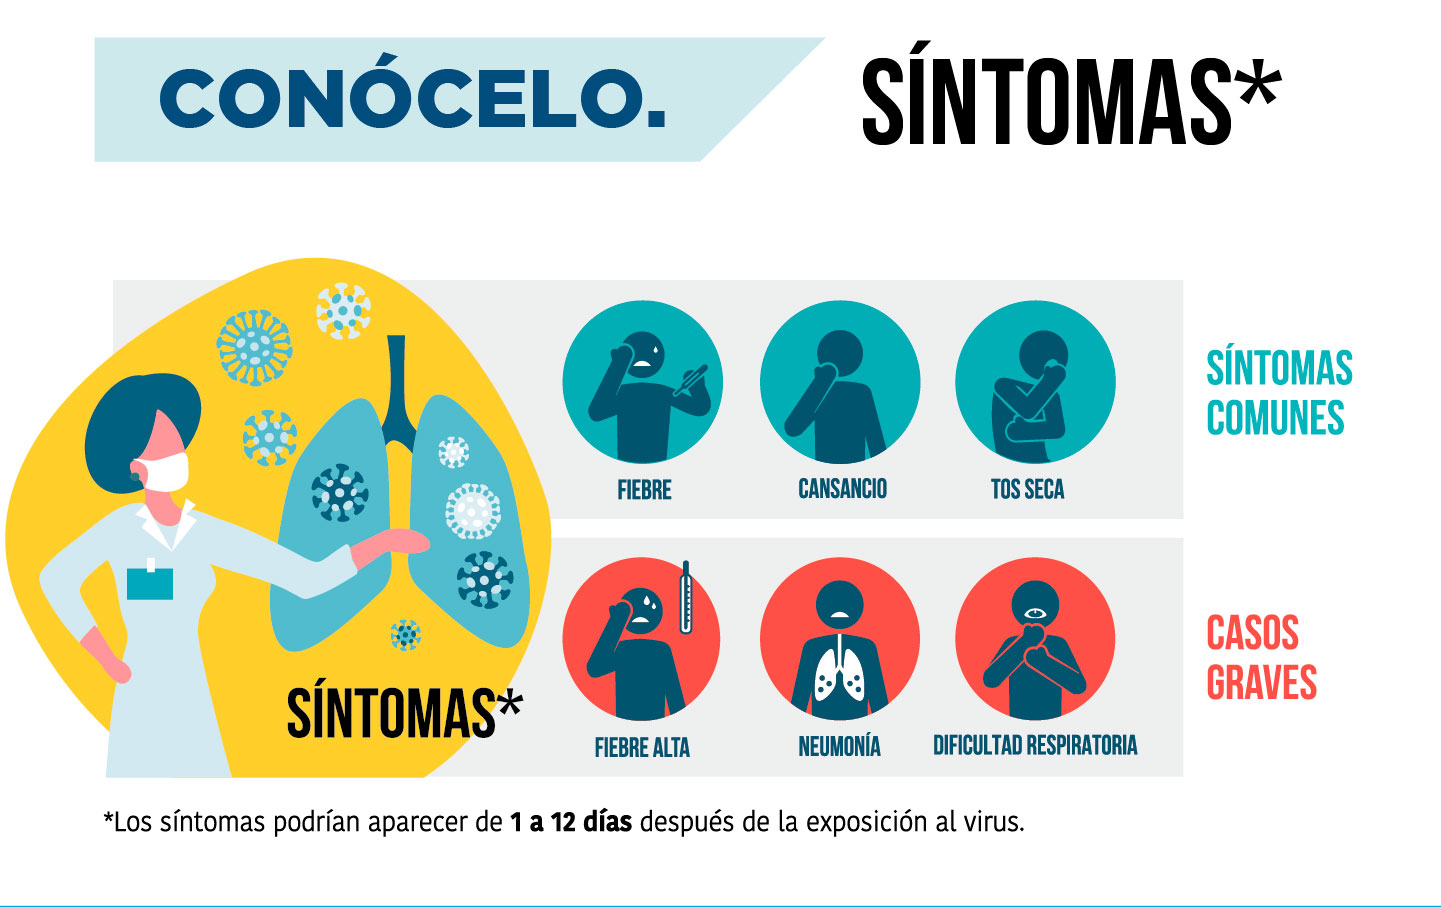 CONÓCELO.
SÍNTOMAS*
FIEBRE
CANSANCIO
TOS SECA
SÍNTOMAS
COMUNES
FIEBRE ALTA
NEUMONÍA
DIFICULTAD RESPIRATORIA
CASOS
GRAVES
SÍNTOMAS*
*Los síntomas podrían aparecer de 1 a 12 días después de la exposición al virus.